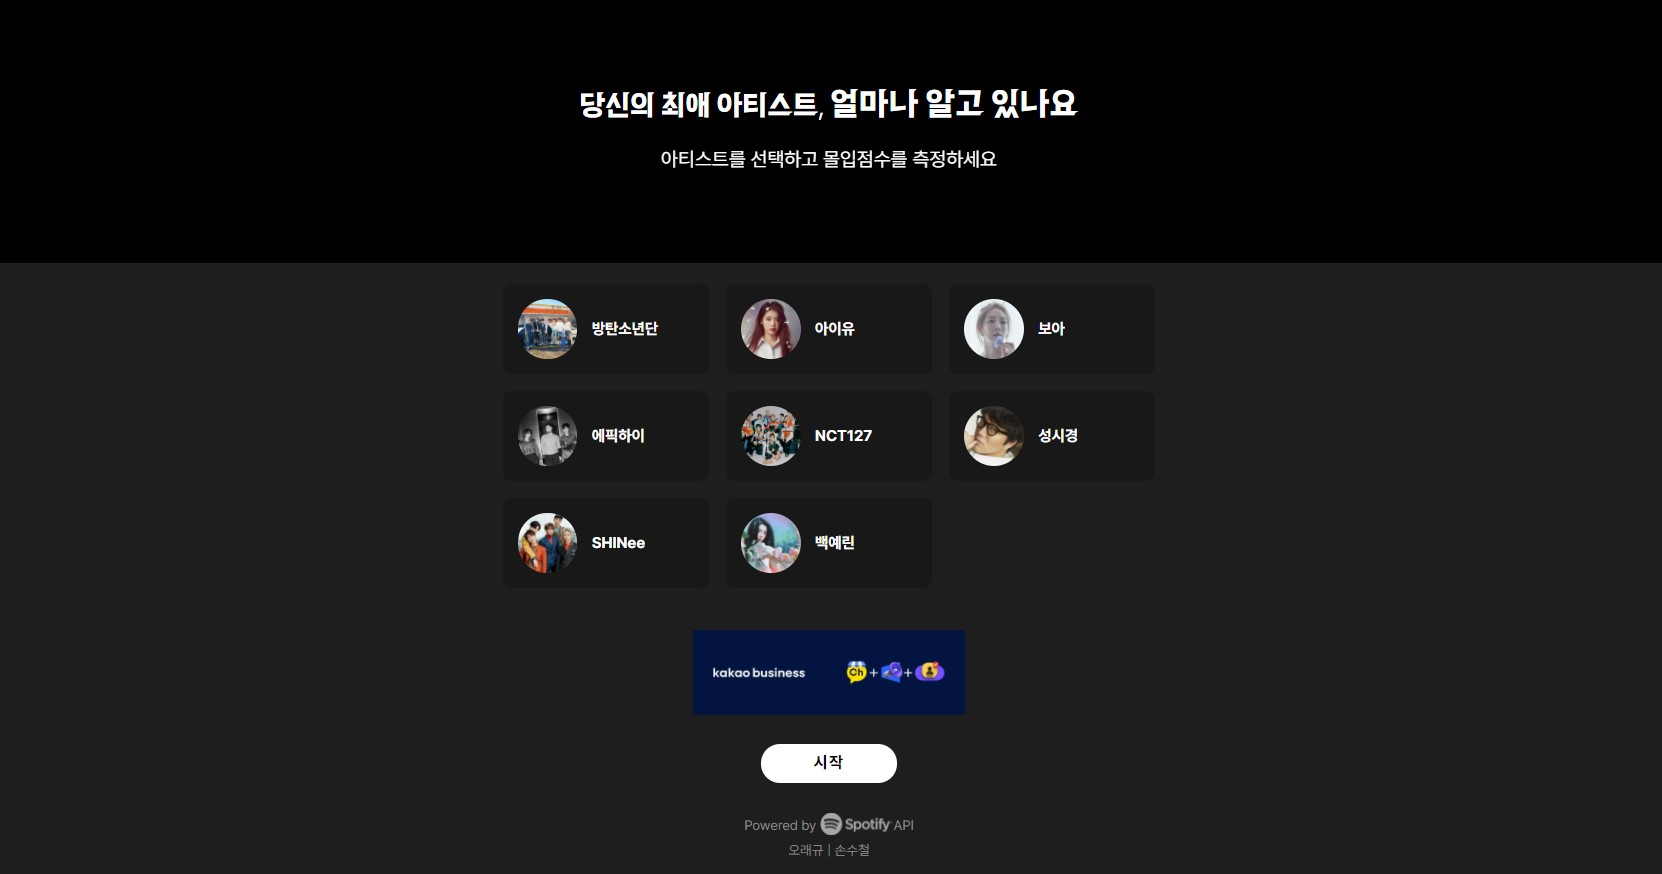 당신의 최애 아티스트, 얼마나 알고 있나요
아티스트를 선택하고 몰입점수를 측정하세요
방탄소년단
아이유
보아
에픽하이
NCT127
성시경
SHINee
백예린
kakao business
Ch + +
시작
Powered by Spotify API
오래규 | 손수철